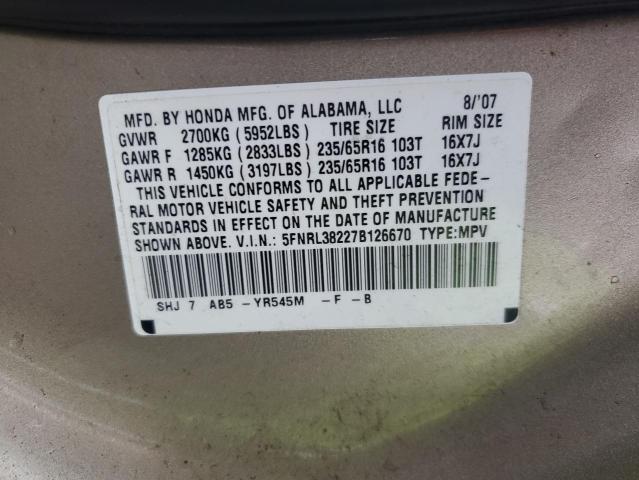 MFD. BY HONDA MFG. OF ALABAMA, LLC 8/'07
GVWR 2700KG (5952LBS) TIRE SIZE RIM SIZE
GAWR F 1285KG (2833LBS) 235/65R16 103T 16X7J
GAWR R 1450KG (3197LBS) 235/65R16 103T 16X7J
THIS VEHICLE CONFORMS TO ALL APPLICABLE FEDE-
RAL MOTOR VEHICLE SAFETY AND THEFT PREVENTION
STANDARDS IN EFFECT ON THE DATE OF MANUFACTURE
SHOWN ABOVE. V.I.N.: 5FNRL38227B126670 TYPE:MPV
SHJ 7 AB5 -YR545M -F -B